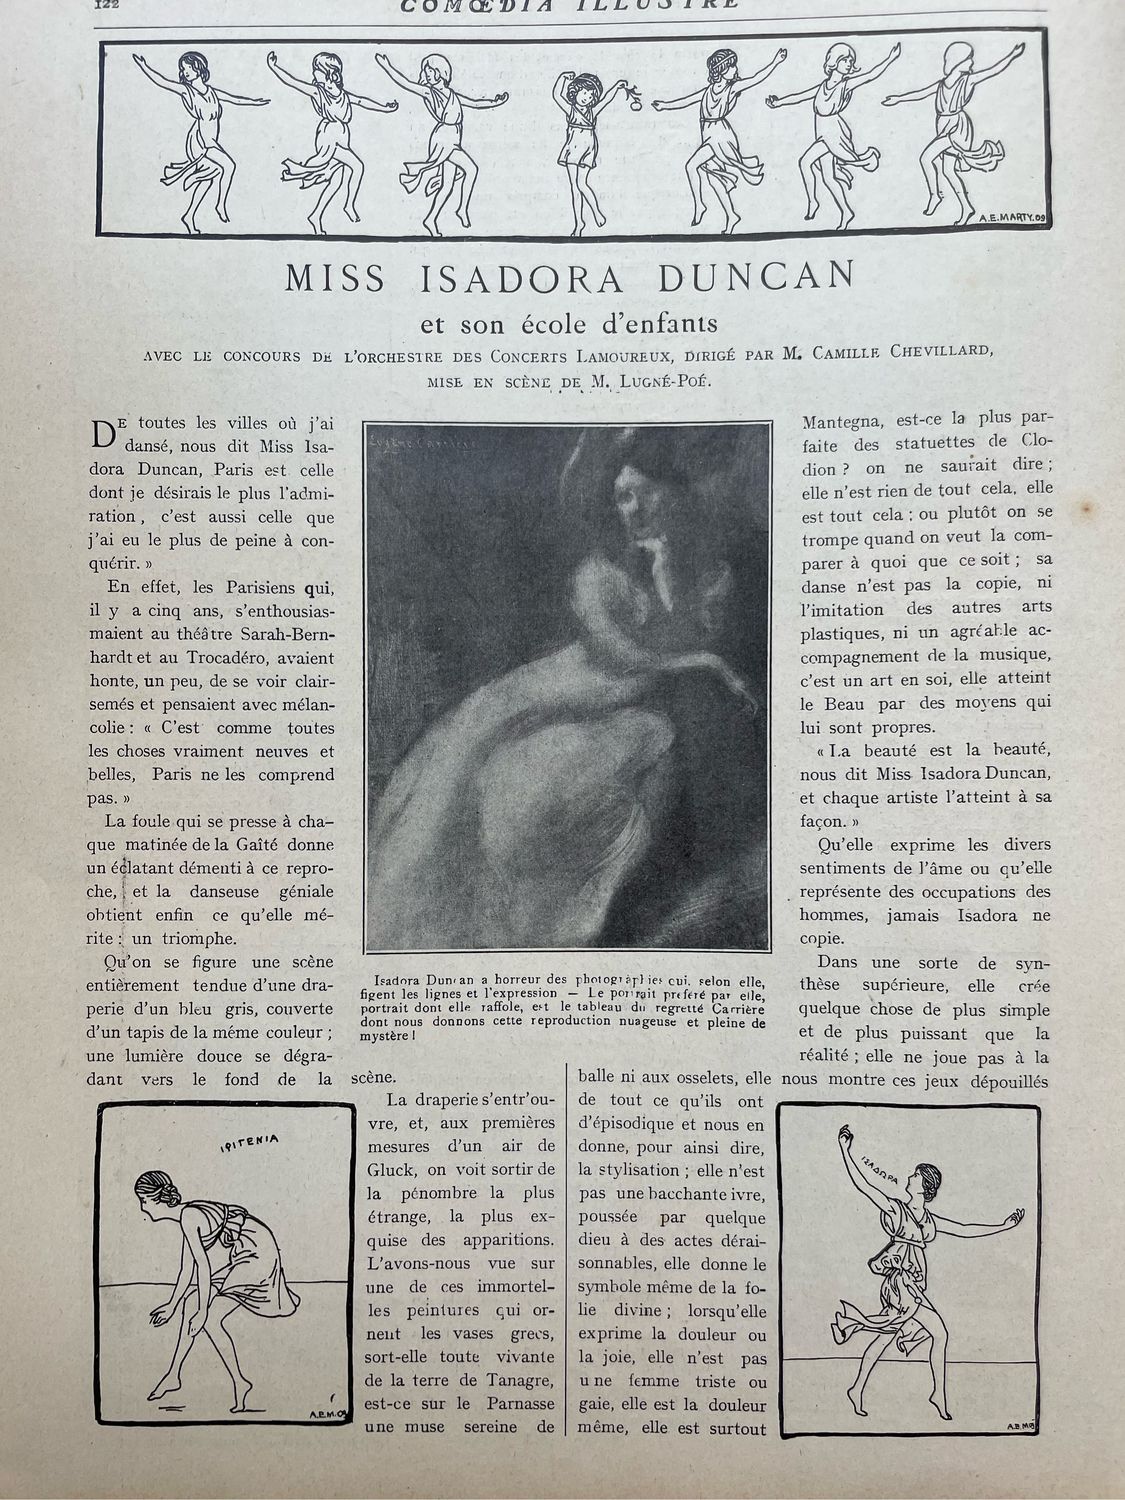 122
COMŒDIA ILLUSTRÉ
A.E.MARTY.09
MISS ISADORA DUNCAN
et son école d'enfants
AVEC LE CONCOURS DE L'ORCHESTRE DES CONCERTS LAMOUREUX, DIRIGÉ PAR M. CAMILLE CHEVILLARD,
MISE EN SCÈNE DE M. LUGNÉ-POÉ.
DE toutes les villes où j'ai
dansé, nous dit Miss Isa-
dora Duncan, Paris est celle
dont je désirais le plus l'admi-
ration, c'est aussi celle que
j'ai eu le plus de peine à con-
quérir. »
En effet, les Parisiens qui,
il y a cinq ans, s'enthousias-
maient au théâtre Sarah-Bern-
hardt et au Trocadéro, avaient
honte, un peu, de se voir clair-
semés et pensaient avec mélan-
colie : « C'est comme toutes
les choses vraiment neuves et
belles, Paris ne les comprend
pas. »
La foule qui se presse à cha-
que matinée de la Gaîté donne
un éclatant démenti à ce repro-
che, et la danseuse géniale
obtient enfin ce qu'elle mé-
rite : un triomphe.
Qu'on se figure une scène
entièrement tendue d'une dra-
perie d'un bleu gris, couverte
d'un tapis de la même couleur ;
une lumière douce se dégra-
dant vers le fond de la scène.
Eugène Carrière
Isadora Duncan a horreur des photographies qui, selon elle,
figent les lignes et l'expression — Le portrait préféré par elle,
portrait dont elle raffole, est le tableau du regretté Carrière
dont nous donnons cette reproduction nuageuse et pleine de
mystère !
ΙΦΙΓΕΝΙΑ
A.E.M.09
La draperie s'entr'ou-
vre, et, aux premières
mesures d'un air de
Gluck, on voit sortir de
la pénombre la plus
étrange, la plus ex-
quise des apparitions.
L'avons-nous vue sur
une de ces immortel-
les peintures qui or-
nent les vases grecs,
sort-elle toute vivante
de la terre de Tanagre,
est-ce sur le Parnasse
une muse sereine de
Mantegna, est-ce la plus par-
faite des statuettes de Clo-
dion ? on ne saurait dire ;
elle n'est rien de tout cela, elle
est tout cela ; ou plutôt on se
trompe quand on veut la com-
parer à quoi que ce soit ; sa
danse n'est pas la copie, ni
l'imitation des autres arts
plastiques, ni un agréable ac-
compagnement de la musique,
c'est un art en soi, elle atteint
le Beau par des moyens qui
lui sont propres.
« La beauté est la beauté,
nous dit Miss Isadora Duncan,
et chaque artiste l'atteint à sa
façon. »
Qu'elle exprime les divers
sentiments de l'âme ou qu'elle
représente des occupations des
hommes, jamais Isadora ne
copie.
Dans une sorte de syn-
thèse supérieure, elle crée
quelque chose de plus simple
et de plus puissant que la
réalité ; elle ne joue pas à la
balle ni aux osselets, elle nous montre ces jeux dépouillés
de tout ce qu'ils ont
d'épisodique et nous en
donne, pour ainsi dire,
la stylisation ; elle n'est
pas une bacchante ivre,
poussée par quelque
dieu à des actes dérai-
sonnables, elle donne le
symbole même de la fo-
lie divine ; lorsqu'elle
exprime la douleur ou
la joie, elle n'est pas
une femme triste ou
gaie, elle est la douleur
même, elle est surtout
ΙΣΑΔΩΡΑ
A.E.M.09